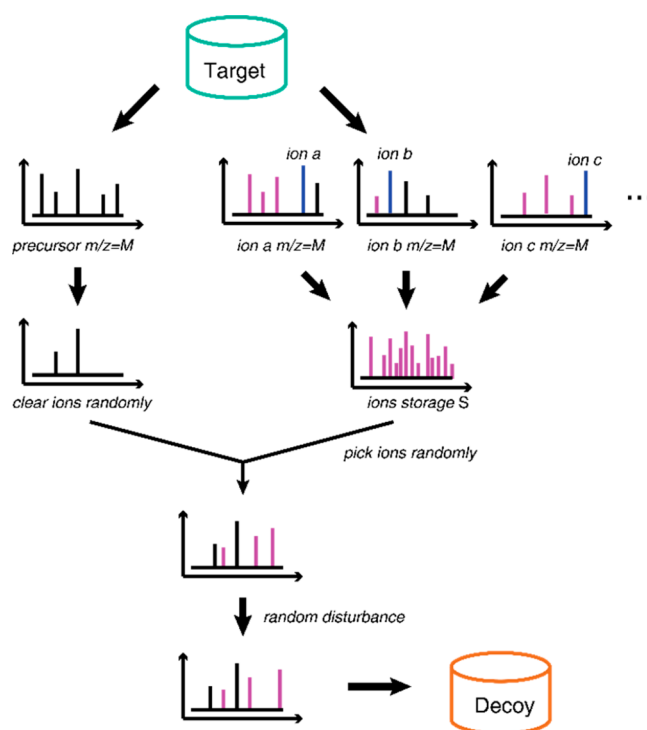 Target
ion a
ion b
ion c
..
precursor m/z=M
ion a m/z=M
ion b m/z=M
ion c m/z=M
clear ions randomly
ions storage S
pick ions randomly
random disturbance
Decoy